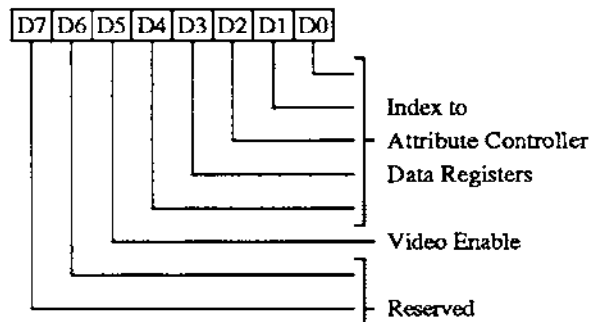 D7 D6 D5 D4 D3 D2 D1 D0
Index to
Attribute Controller
Data Registers
Video Enable
Reserved